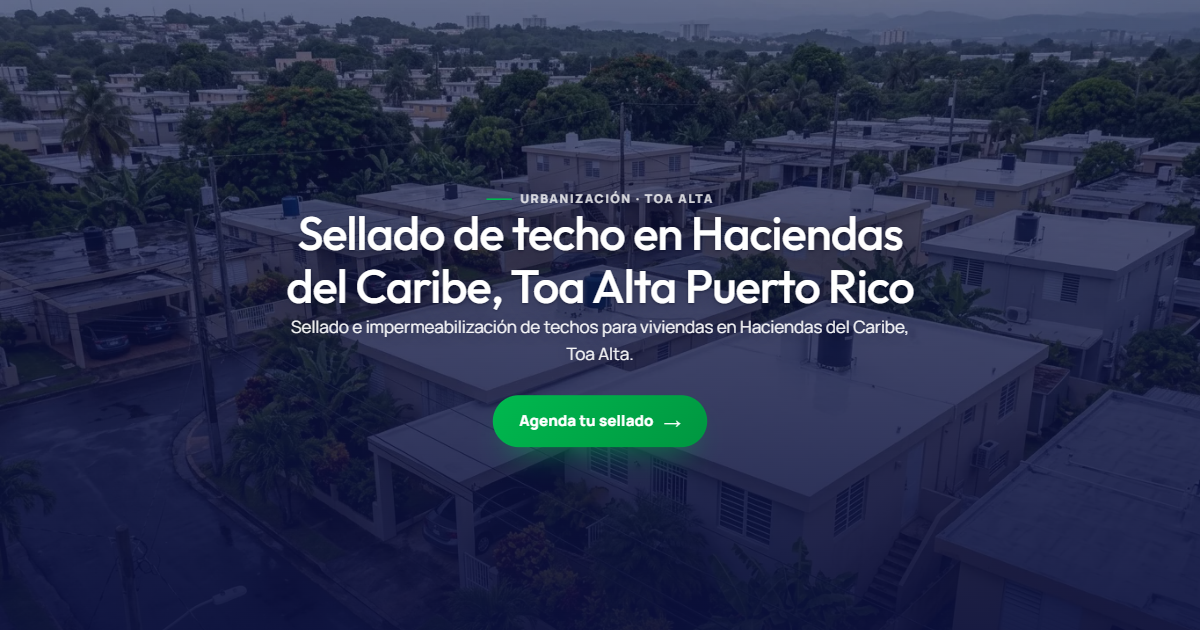 URBANIZACIÓN · TOA ALTA
Sellado de techo en Haciendas
del Caribe, Toa Alta Puerto Rico
Sellado e impermeabilización de techos para viviendas en Haciendas del Caribe,
Toa Alta.
Agenda tu sellado →